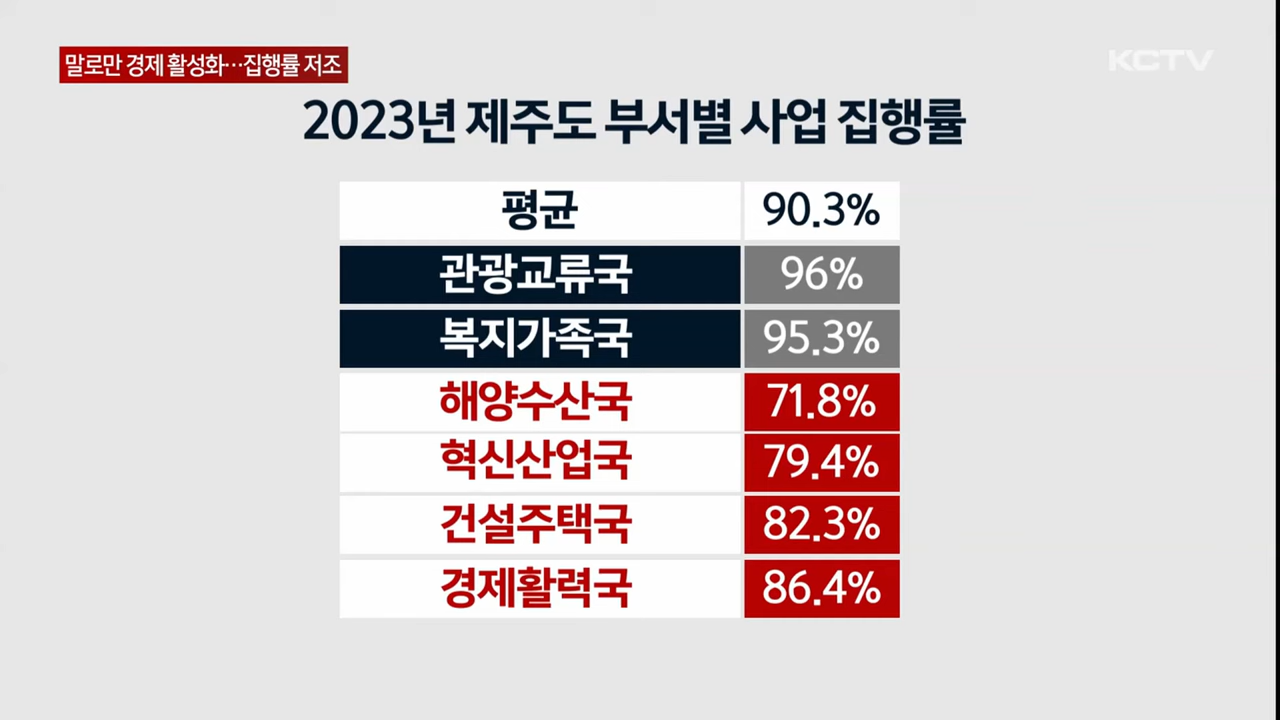 말로만 경제 활성화…집행률 저조
KCTV
2023년 제주도 부서별 사업 집행률
평균 90.3%
관광교류국 96%
복지가족국 95.3%
해양수산국 71.8%
혁신산업국 79.4%
건설주택국 82.3%
경제활력국 86.4%